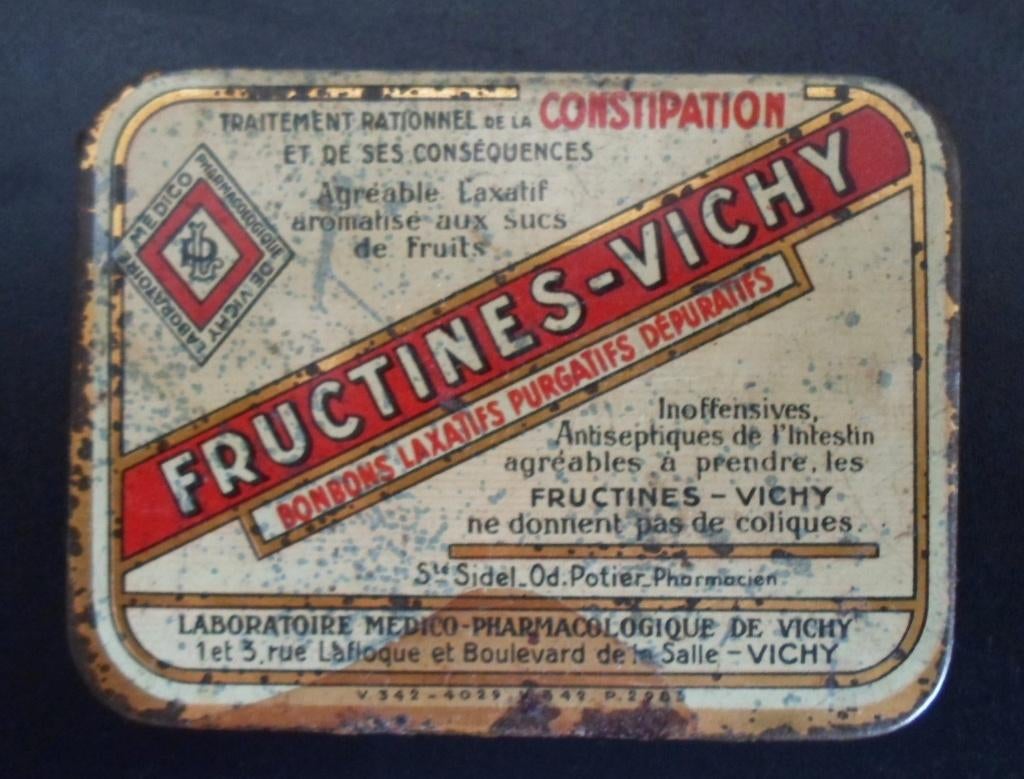 TRAITEMENT RATIONNEL DE LA CONSTIPATION
ET DE SES CONSÉQUENCES
Agréable Laxatif
aromatisé aux sucs
de Fruits
LABORATOIRE MEDICO
PHARMACOLOGIQUE DE VICHY
FRUCTINES-VICHY
BONBONS LAXATIFS PURGATIFS DÉPURATIFS
Inoffensives,
Antiseptiques de l'Intestin
agréables à prendre, les
FRUCTINES - VICHY
ne donnent pas de coliques.
Sté Sidel_Od.Potier_Pharmacien
LABORATOIRE MÉDICO-PHARMACOLOGIQUE DE VICHY
1 et 3, rue Lafloque et Boulevard de la Salle - VICHY
V 342-4029